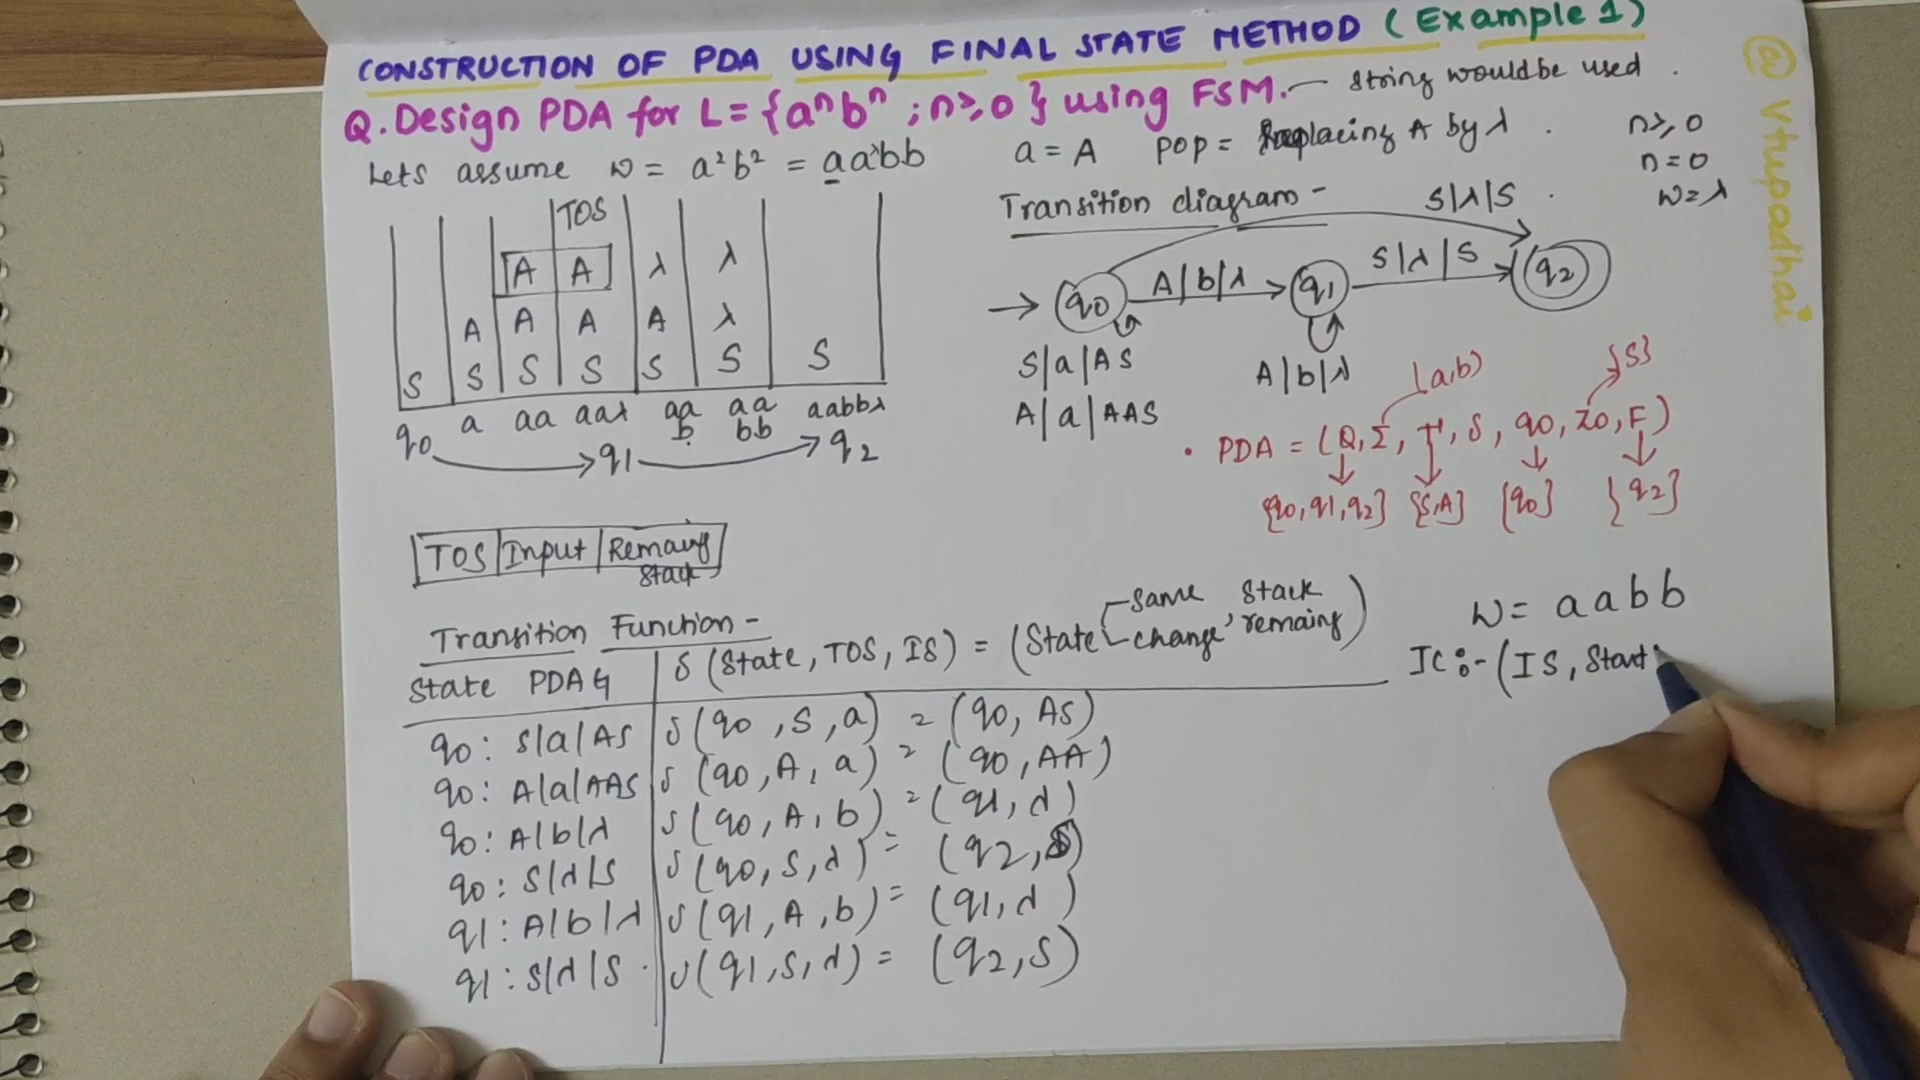 CONSTRUCTION OF PDA USING FINAL STATE METHOD (Example 1)
Q. Design PDA for L = {aⁿbⁿ ; n≥0} using FSM. — String would be used.
Lets assume w = a²b² = aabb
a = A POP = Replacing A by λ.
n≥0
n=0
w=λ
@Vtupadhai
TOS
A A λ λ
A A A A λ
S S S S S S S
q0 a aa aaλ aab aabb aabbλ
q1 q2
Transition diagram -
S|λ|S
q0 A|b|λ q1 S|λ|S q2
S|a|AS
A|a|AAS
A|b|λ
(a,b) {S}
• PDA = (Q, Σ, Γ, δ, q0, Z0, F)
{q0,q1,q2} {S,A} {q0} {q2}
TOS | Input | Remaing stack
Transition Function -
State PDAG
δ (State, TOS, IS) = (State same change, stack remaing)
q0: S|a|AS δ(q0, S, a) = (q0, AS)
q0: A|a|AAS δ(q0, A, a) = (q0, AA)
q0: A|b|λ δ(q0, A, b) = (q1, λ)
q0: S|λ|S δ(q0, S, λ) = (q2, S)
q1: A|b|λ δ(q1, A, b) = (q1, λ)
q1: S|λ|S. δ(q1, S, λ) = (q2, S)
w = aabb
IC:- (IS, Start